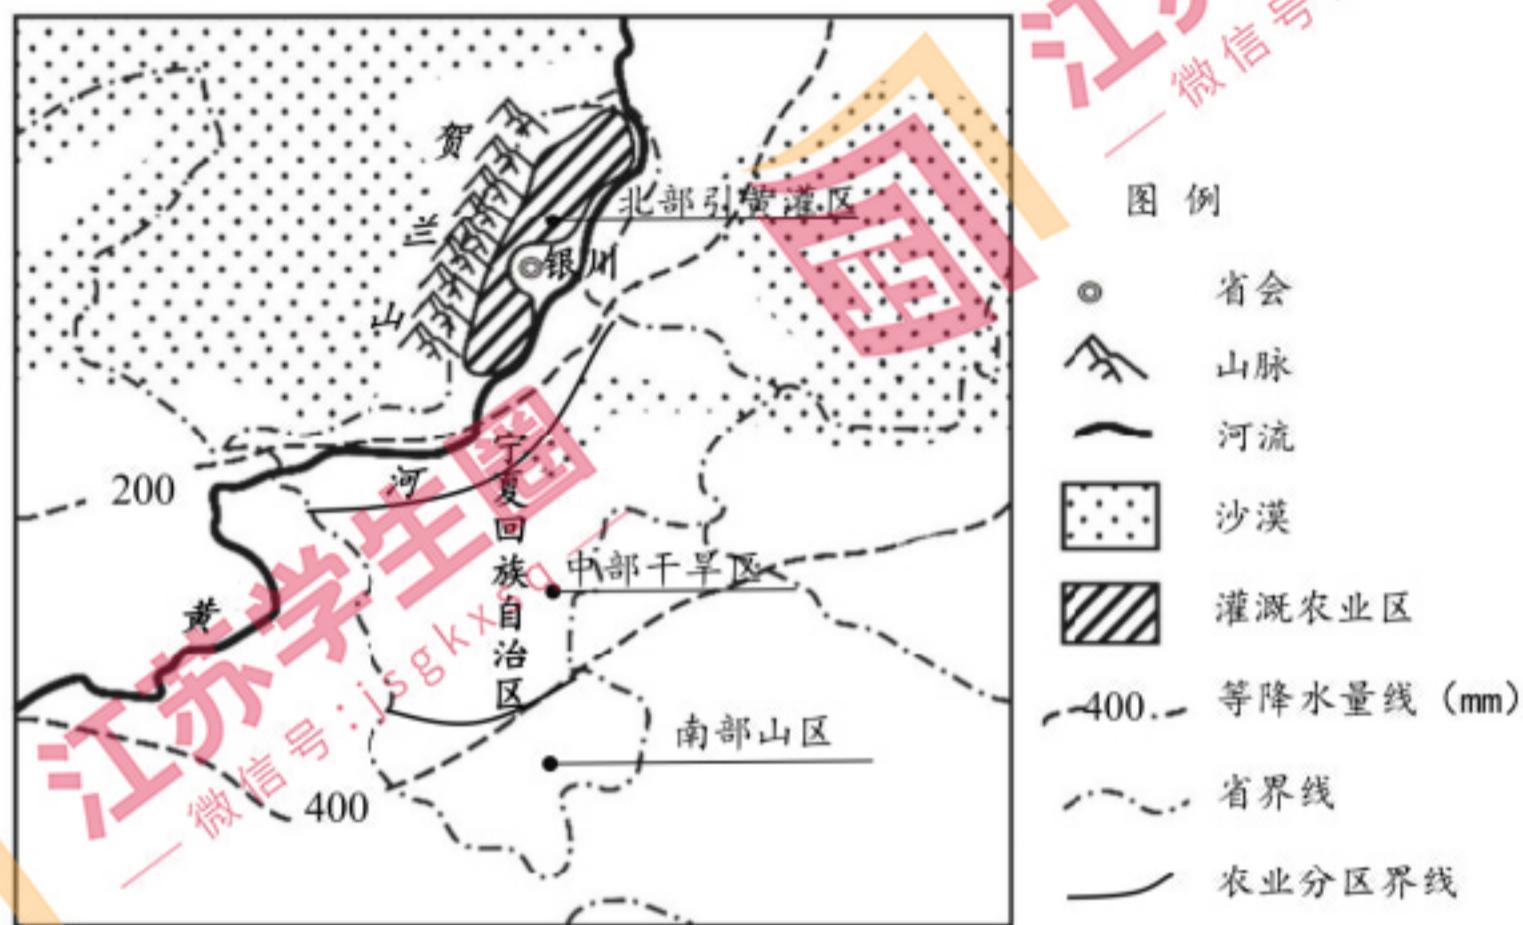 贺
兰
山
北部引黄灌区
银川
200
河
黄
宁夏回族自治区
中部干旱区
南部山区
400
图例
省会
山脉
河流
沙漠
灌溉农业区
400
等降水量线（mm）
省界线
农业分区界线
江苏学生圈
微信号：jsgkxsq
微信号